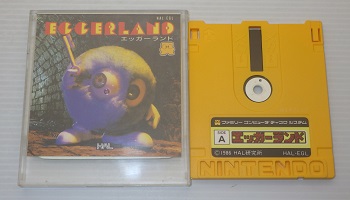 HAL-EGL
EGGERLAND
エッガーランド
HAL
ファミリー コンピュータ ディスク システム
SIDE
A
エッガーランド
©1986 HAL研究所
HAL-EGL
NINTENDO